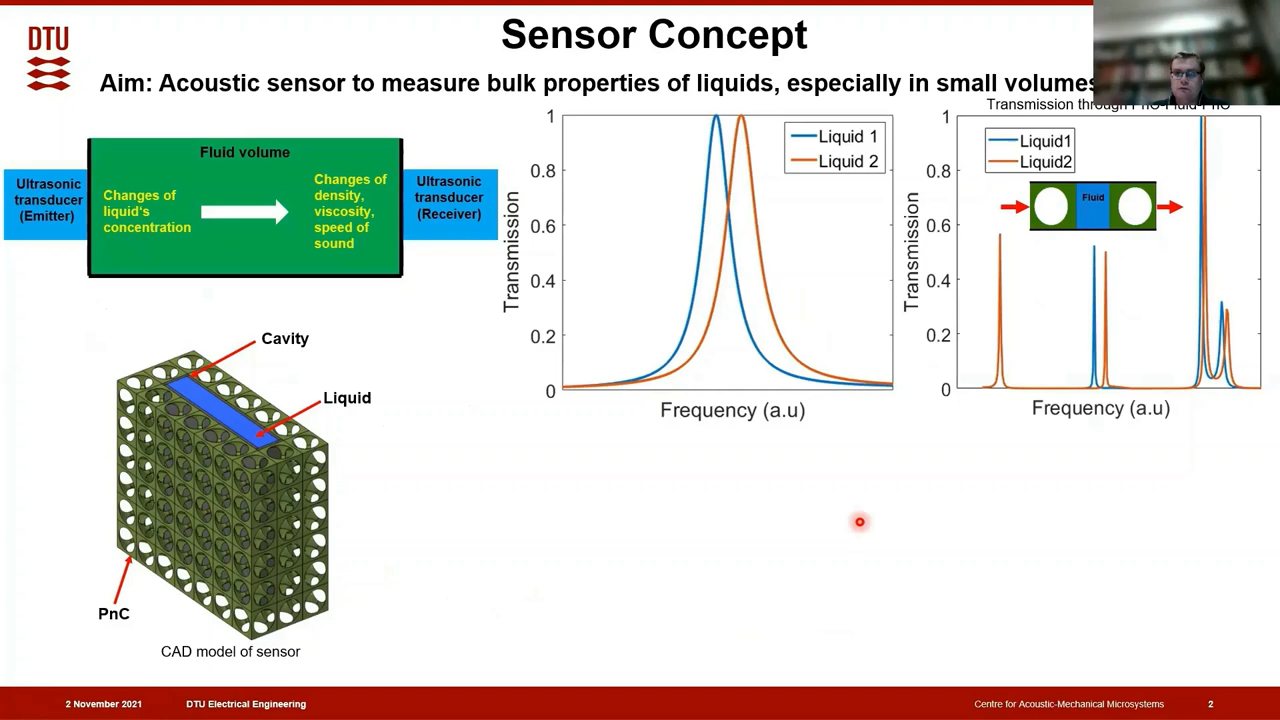 DTU
Sensor Concept
Aim: Acoustic sensor to measure bulk properties of liquids, especially in small volumes
Fluid volume
Ultrasonic
transducer
(Emitter)
Changes of
liquid's
concentration
Changes of
density,
viscosity,
speed of
sound
Ultrasonic
transducer
(Receiver)
Cavity
Liquid
PnC
CAD model of sensor
1
0.8
0.6
0.4
0.2
0
Transmission
Liquid 1
Liquid 2
Frequency (a.u)
Transmission through PnC-Fluid-PnC
1
0.8
0.6
0.4
0.2
0
Transmission
Liquid1
Liquid2
Fluid
Frequency (a.u)
2 November 2021
DTU Electrical Engineering
Centre for Acoustic-Mechanical Microsystems
2